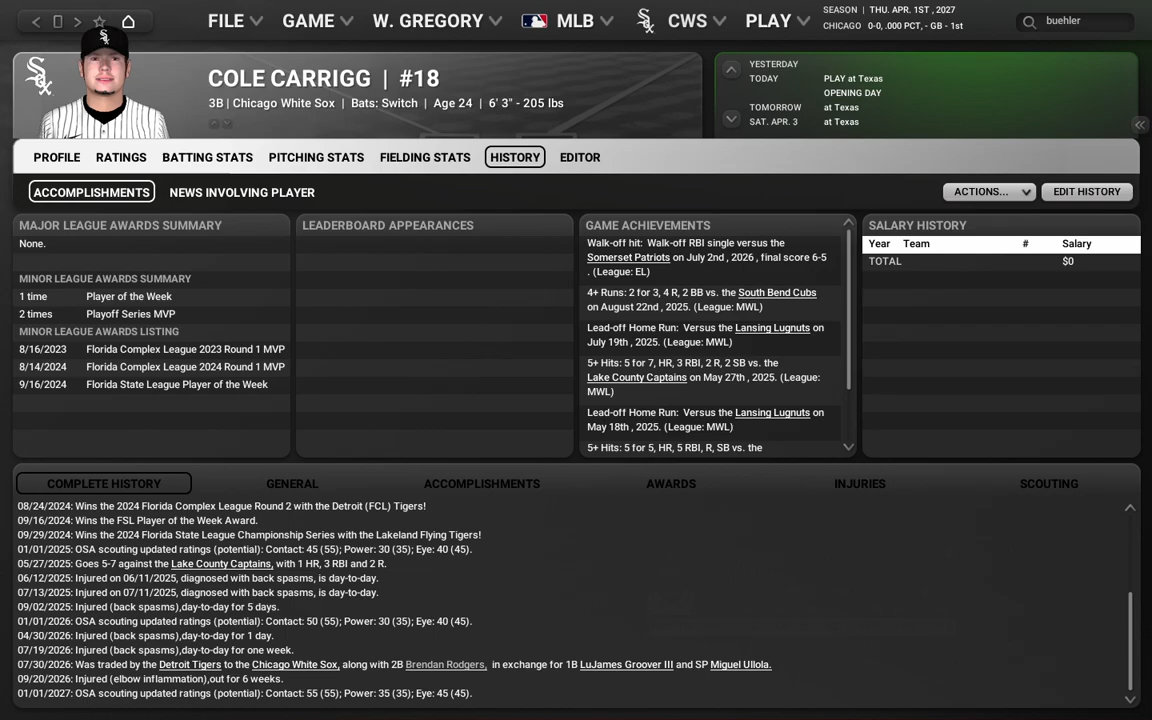 FILE GAME W. GREGORY MLB CWS PLAY
SEASON | THU. APR. 1ST , 2027
CHICAGO 0-0, .000 PCT, - GB - 1st
buehler
COLE CARRIGG | #18
3B | Chicago White Sox | Bats: Switch | Age 24 | 6' 3" - 205 lbs
YESTERDAY
TODAY PLAY at Texas
OPENING DAY
TOMORROW at Texas
SAT. APR. 3 at Texas
PROFILE RATINGS BATTING STATS PITCHING STATS FIELDING STATS HISTORY EDITOR
ACCOMPLISHMENTS NEWS INVOLVING PLAYER ACTIONS... EDIT HISTORY
MAJOR LEAGUE AWARDS SUMMARY
None.
MINOR LEAGUE AWARDS SUMMARY
1 time Player of the Week
2 times Playoff Series MVP
MINOR LEAGUE AWARDS LISTING
8/16/2023 Florida Complex League 2023 Round 1 MVP
8/14/2024 Florida Complex League 2024 Round 1 MVP
9/16/2024 Florida State League Player of the Week
LEADERBOARD APPEARANCES
GAME ACHIEVEMENTS
Walk-off hit: Walk-off RBI single versus the
Somerset Patriots on July 2nd , 2026 , final score 6-5
. (League: EL)
4+ Runs: 2 for 3, 4 R, 2 BB vs. the South Bend Cubs
on August 22nd , 2025. (League: MWL)
Lead-off Home Run: Versus the Lansing Lugnuts on
July 19th , 2025. (League: MWL)
5+ Hits: 5 for 7, HR, 3 RBI, 2 R, 2 SB vs. the
Lake County Captains on May 27th , 2025. (League:
MWL)
Lead-off Home Run: Versus the Lansing Lugnuts on
May 18th , 2025. (League: MWL)
5+ Hits: 5 for 5, HR, 5 RBI, R, SB vs. the
SALARY HISTORY
Year Team # Salary
TOTAL $0
COMPLETE HISTORY GENERAL ACCOMPLISHMENTS AWARDS INJURIES SCOUTING
08/24/2024: Wins the 2024 Florida Complex League Round 2 with the Detroit (FCL) Tigers!
09/16/2024: Wins the FSL Player of the Week Award.
09/29/2024: Wins the 2024 Florida State League Championship Series with the Lakeland Flying Tigers!
01/01/2025: OSA scouting updated ratings (potential): Contact: 45 (55); Power: 30 (35); Eye: 40 (45).
05/27/2025: Goes 5-7 against the Lake County Captains, with 1 HR, 3 RBI and 2 R.
06/12/2025: Injured on 06/11/2025, diagnosed with back spasms, is day-to-day.
07/13/2025: Injured on 07/11/2025, diagnosed with back spasms, is day-to-day.
09/02/2025: Injured (back spasms),day-to-day for 5 days.
01/01/2026: OSA scouting updated ratings (potential): Contact: 50 (55); Power: 30 (35); Eye: 40 (45).
04/30/2026: Injured (back spasms),day-to-day for 1 day.
07/19/2026: Injured (back spasms),day-to-day for one week.
07/30/2026: Was traded by the Detroit Tigers to the Chicago White Sox, along with 2B Brendan Rodgers, in exchange for 1B LuJames Groover III and SP Miguel Ullola.
09/20/2026: Injured (elbow inflammation),out for 6 weeks.
01/01/2027: OSA scouting updated ratings (potential): Contact: 55 (55); Power: 35 (35); Eye: 45 (45).